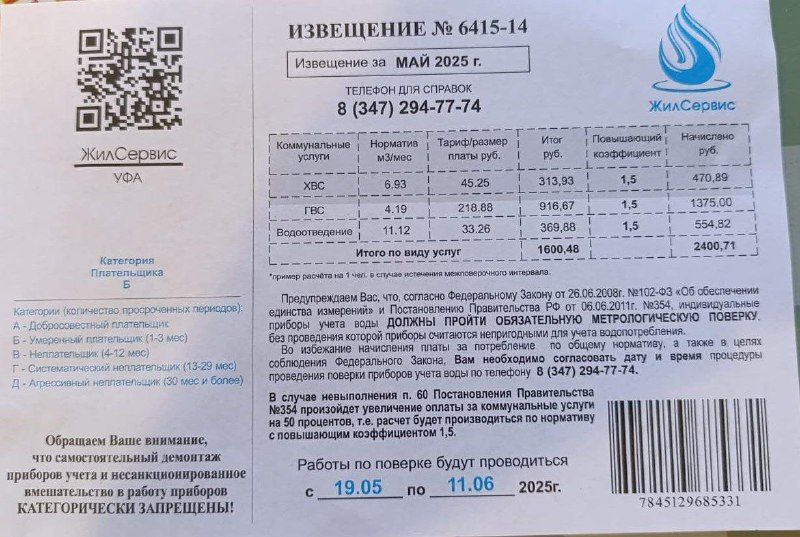 ИЗВЕЩЕНИЕ № 6415-14
Извещение за МАЙ 2025 г.
ТЕЛЕФОН ДЛЯ СПРАВОК
8 (347) 294-77-74
ЖилСервис
ЖилСервис
УФА
Категория
Плательщика
Б
Категории (количество просроченных периодов):
А - Добросовестный плательщик
Б - Умеренный плательщик (1-3 мес)
В - Неплательщик (4-12 мес)
Г - Систематический неплательщик (13-29 мес)
Д - Агрессивный неплательщик (30 мес и более)
Обращаем Ваше внимание,
что самостоятельный демонтаж
приборов учета и несанкционированное
вмешательство в работу приборов
КАТЕГОРИЧЕСКИ ЗАПРЕЩЕНЫ!
Коммунальные услуги Норматив м3/мес Тариф/размер платы руб. Итог руб. Повышающий коэффициент Начислено руб.
ХВС 6.93 45.25 313,93 1,5 470,89
ГВС 4.19 218.88 916,67 1,5 1375.00
Водоотведение 11.12 33.26 369,88 1,5 554,82
Итого по виду услуг 1600,48 2400,71
*пример расчёта на 1 чел. в случае истечения межповерочного интервала.
Предупреждаем Вас, что, согласно Федеральному Закону от 26.06.2008г. №102-ФЗ «Об обеспечении
единства измерений» и Постановлению Правительства РФ от 06.06.2011г. №354, индивидуальные
приборы учета воды ДОЛЖНЫ ПРОЙТИ ОБЯЗАТЕЛЬНУЮ МЕТРОЛОГИЧЕСКУЮ ПОВЕРКУ,
без проведения которой приборы считаются непригодными для учета водопотребления.
Во избежание начисления платы за потребление по общему нормативу, а также в целях
соблюдения Федерального Закона, Вам необходимо согласовать дату и время процедуры
проведения поверки приборов учета воды по телефону 8 (347) 294-77-74.
В случае невыполнения п. 60 Постановления Правительства
№354 произойдет увеличение оплаты за коммунальные услуги
на 50 процентов, т.е. расчет будет производиться по нормативу
с повышающим коэффициентом 1,5.
Работы по поверке будут проводиться
с 19.05 по 11.06 2025г.
7845129685331